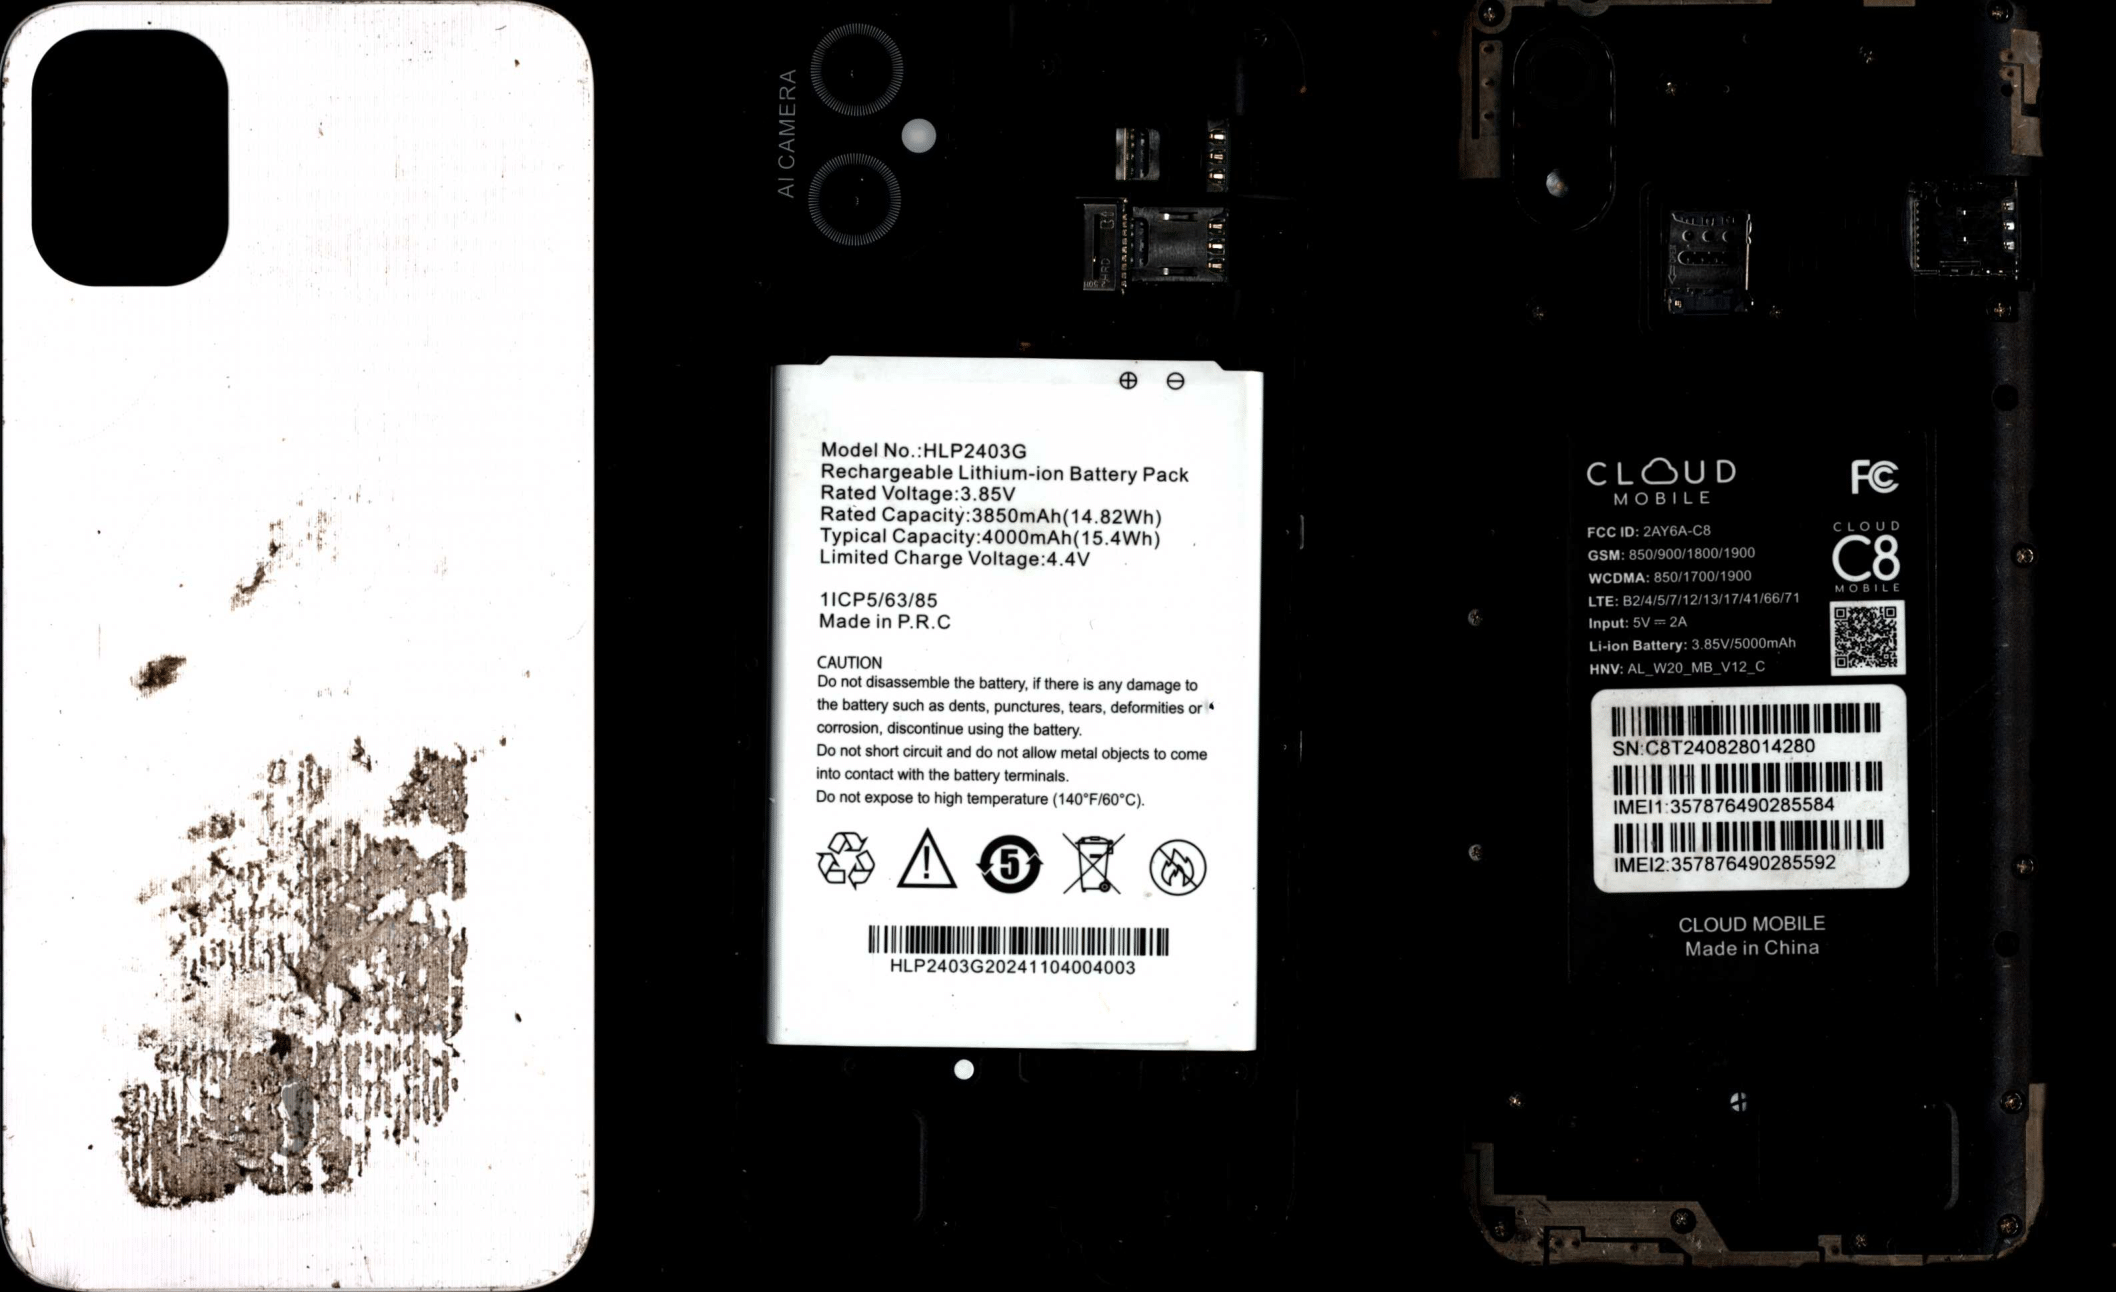 AI CAMERA
Model No.:HLP2403G
Rechargeable Lithium-ion Battery Pack
Rated Voltage:3.85V
Rated Capacity:3850mAh(14.82Wh)
Typical Capacity:4000mAh(15.4Wh)
Limited Charge Voltage:4.4V
1ICP5/63/85
Made in P.R.C
CAUTION
Do not disassemble the battery, if there is any damage to
the battery such as dents, punctures, tears, deformities or
corrosion, discontinue using the battery.
Do not short circuit and do not allow metal objects to come
into contact with the battery terminals.
Do not expose to high temperature (140°F/60°C).
5
HLP2403G20241104004003
CLOUD
MOBILE
FC
FCC ID: 2AY6A-C8
GSM: 850/900/1800/1900
WCDMA: 850/1700/1900
LTE: B2/4/5/7/12/13/17/41/66/71
Input: 5V ⎓ 2A
Li-ion Battery: 3.85V/5000mAh
HNV: AL_W20_MB_V12_C
CLOUD
C8
MOBILE
SN:C8T240828014280
IMEI1:357876490285584
IMEI2:357876490285592
CLOUD MOBILE
Made in China